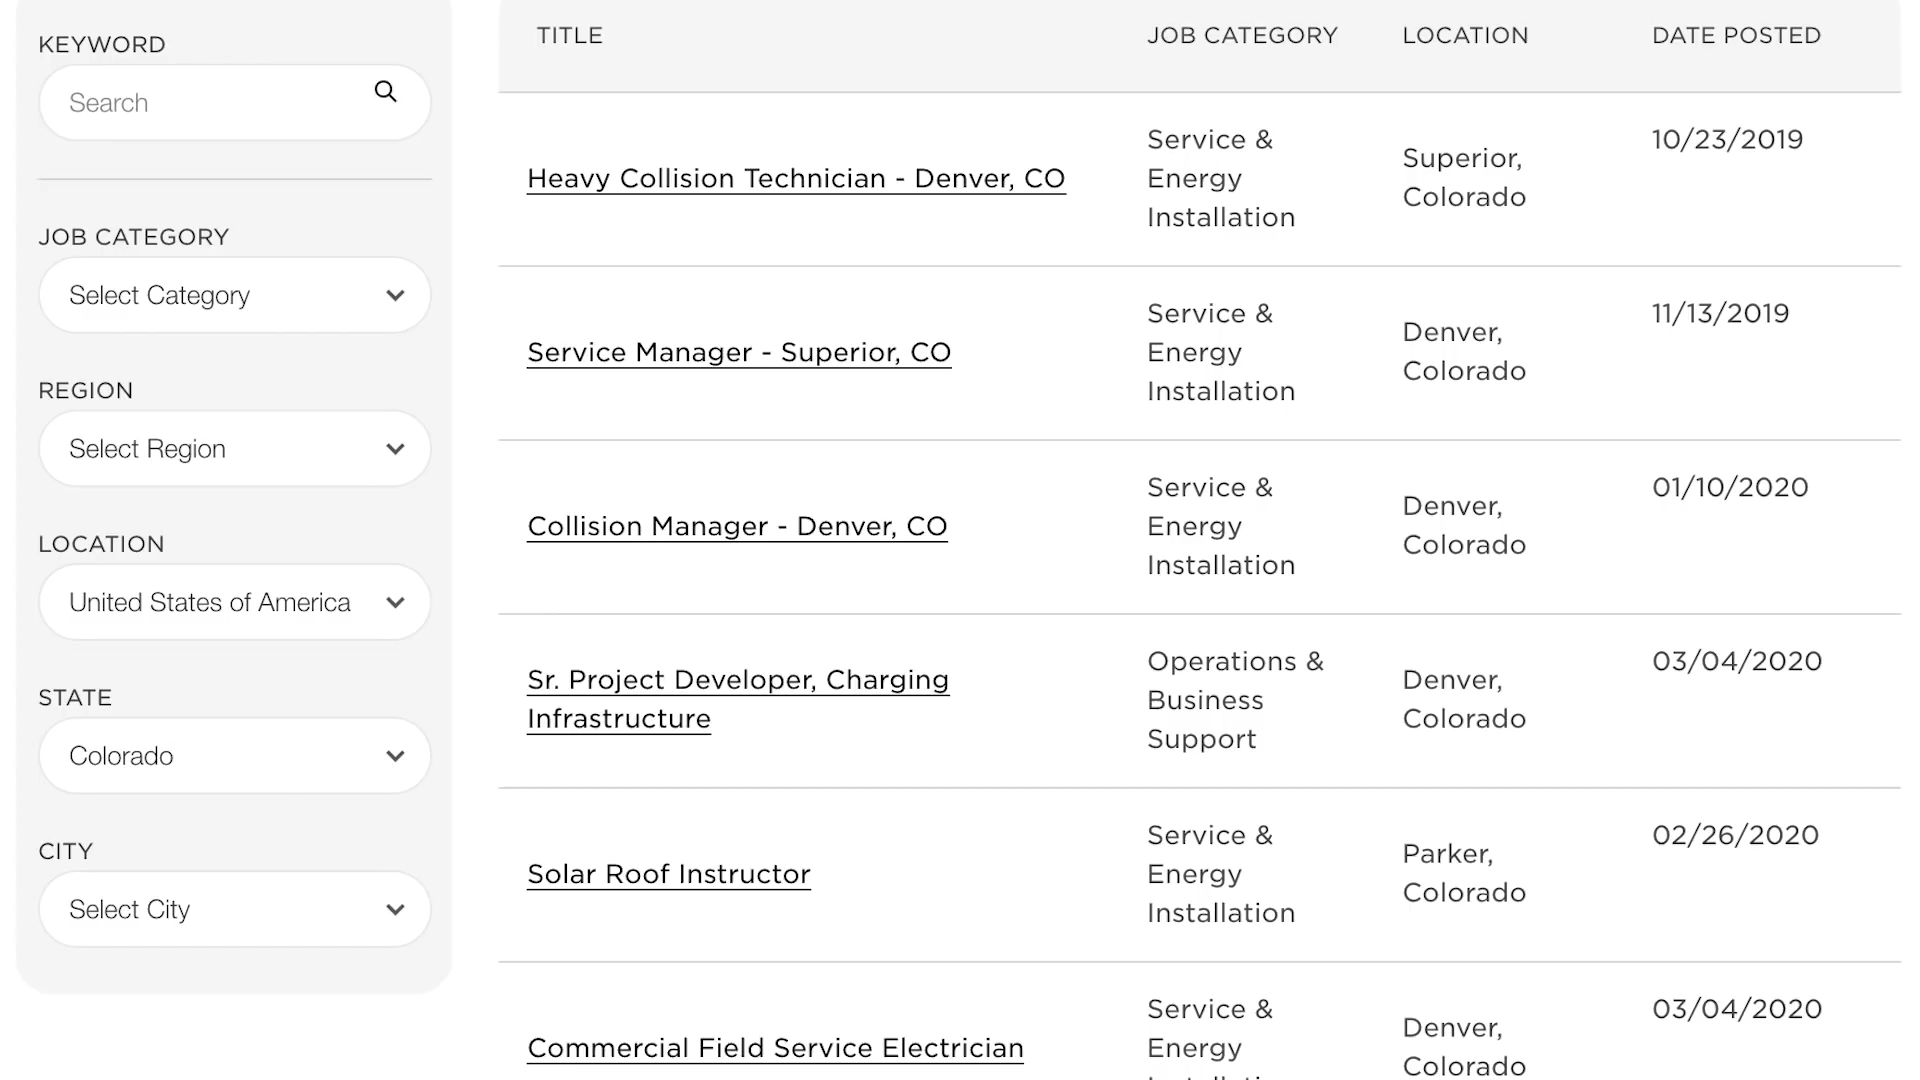 KEYWORD
Search
JOB CATEGORY
Select Category
REGION
Select Region
LOCATION
United States of America
STATE
Colorado
CITY
Select City
TITLE JOB CATEGORY LOCATION DATE POSTED
Heavy Collision Technician - Denver, CO
Service &
Energy
Installation
Superior,
Colorado
10/23/2019
Service Manager - Superior, CO
Service &
Energy
Installation
Denver,
Colorado
11/13/2019
Collision Manager - Denver, CO
Service &
Energy
Installation
Denver,
Colorado
01/10/2020
Sr. Project Developer, Charging
Infrastructure
Operations &
Business
Support
Denver,
Colorado
03/04/2020
Solar Roof Instructor
Service &
Energy
Installation
Parker,
Colorado
02/26/2020
Commercial Field Service Electrician
Service &
Energy
Denver,
Colorado
03/04/2020